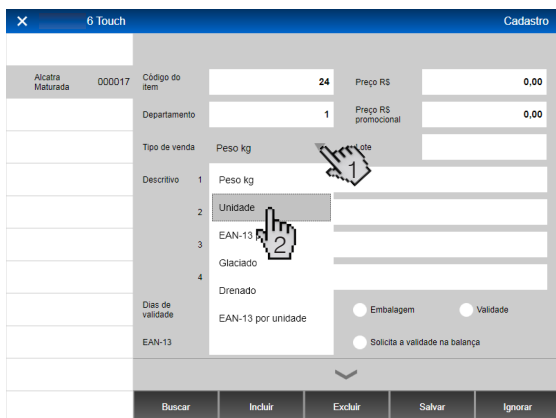 × 6 Touch Cadastro
Alcatra Maturada 000017
Código do item 24 Preço R$ 0,00
Departamento 1 Preço R$ promocional 0,00
Tipo de venda Peso kg Lote
1
Descritivo 1 Peso kg
2 Unidade
2
3 EAN-13
Glaciado
4
Drenado
Dias de validade Embalagem Validade
EAN-13 por unidade
EAN-13 Solicita a validade na balança
Buscar Incluir Excluir Salvar Ignorar